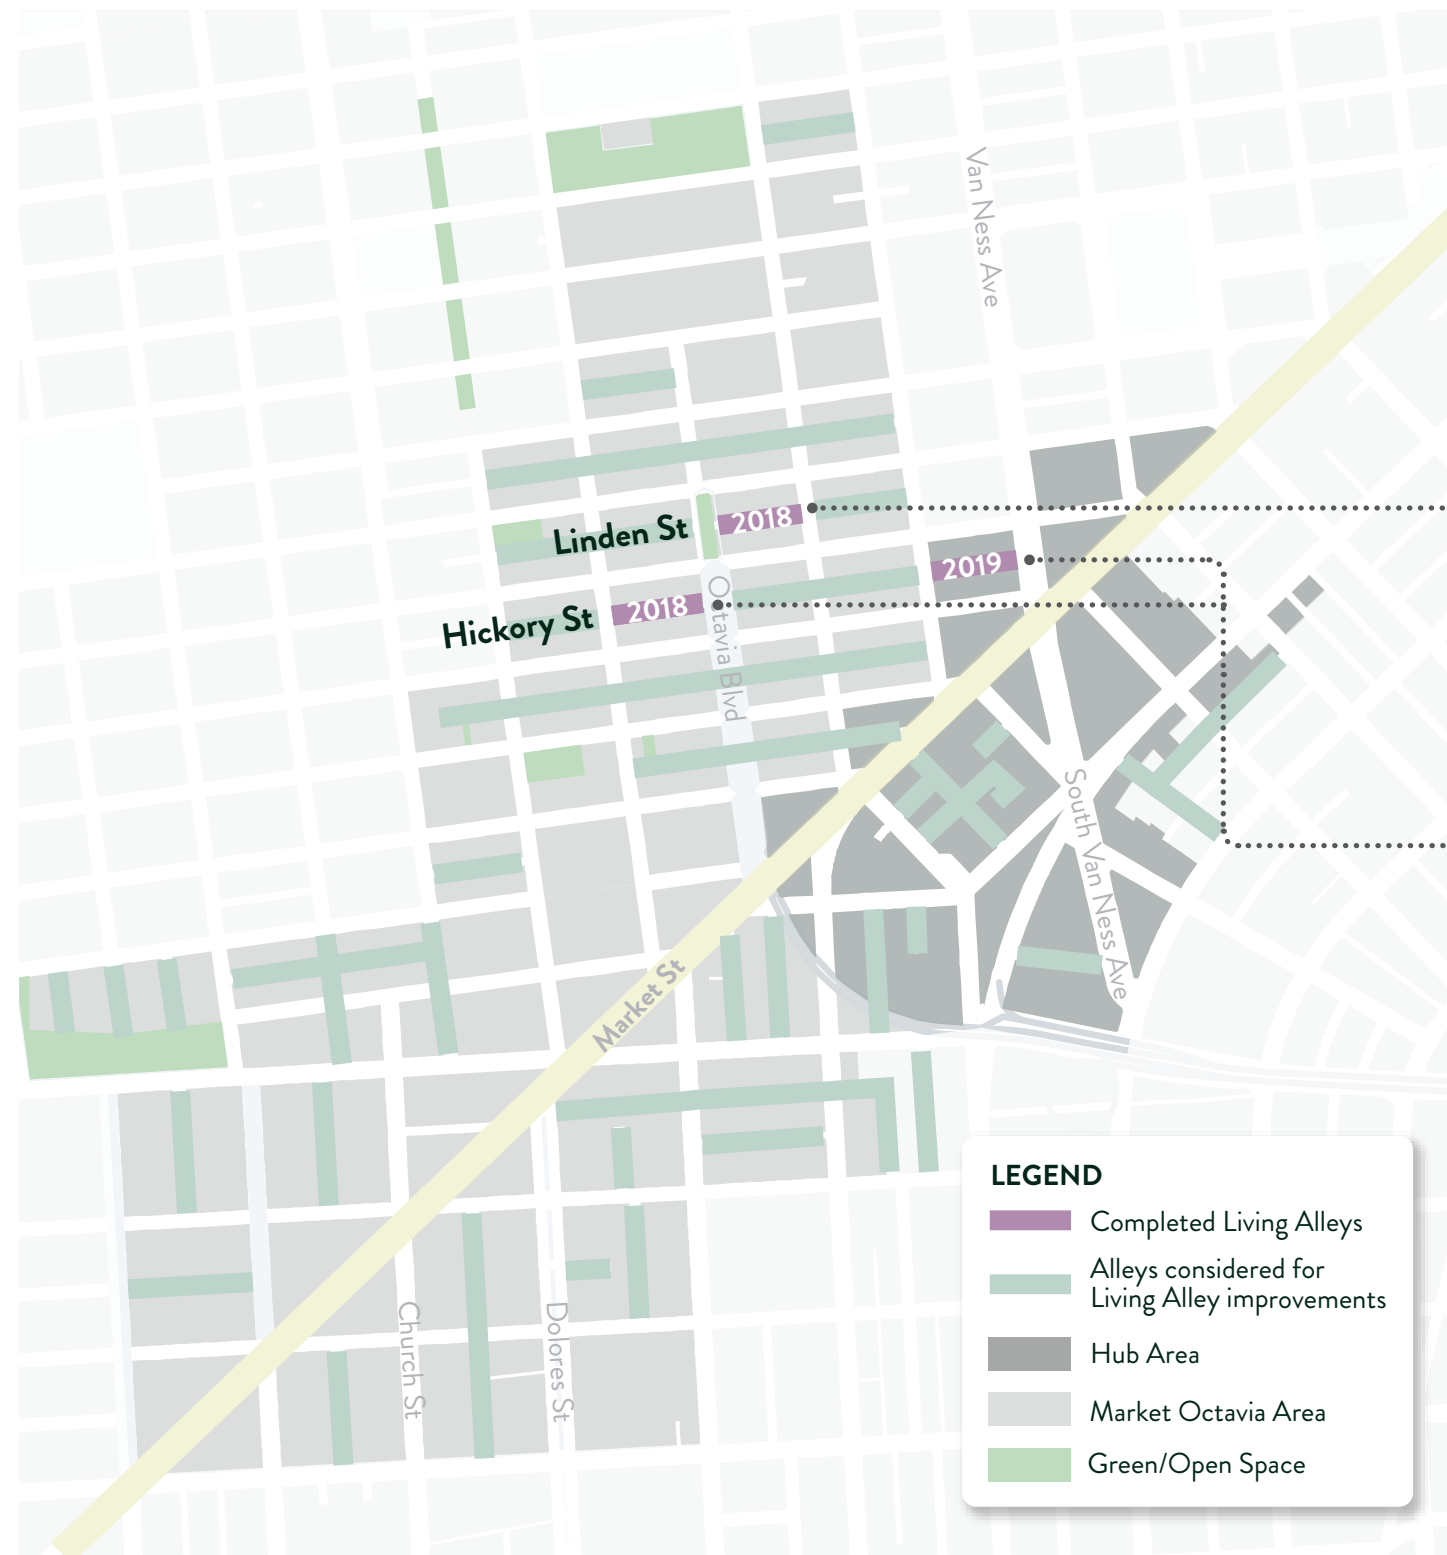 Van Ness Ave
Linden St
2018
2019
Hickory St
2018
Octavia Blvd
South Van Ness Ave
Market St
Church St
Dolores St
LEGEND
Completed Living Alleys
Alleys considered for
Living Alley improvements
Hub Area
Market Octavia Area
Green/Open Space